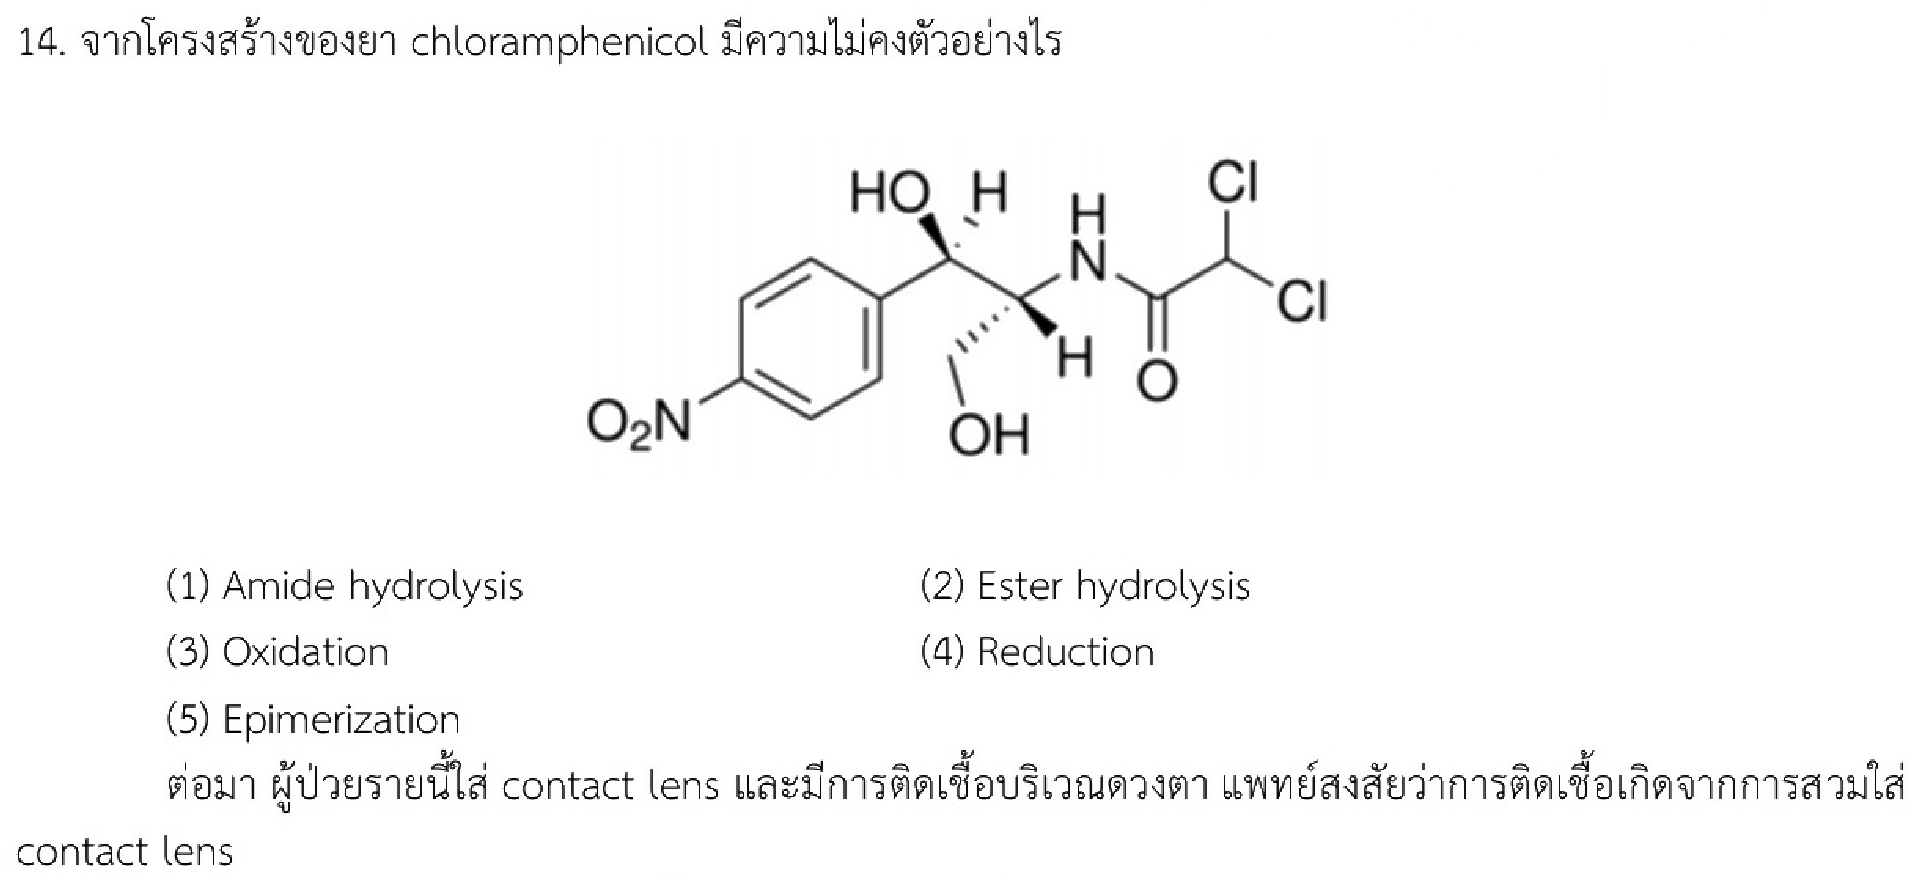 14. จากโครงสร้างของยา chloramphenicol มีความไม่คงตัวอย่างไร
HO H H Cl
N Cl
H O
O₂N OH
(1) Amide hydrolysis (2) Ester hydrolysis
(3) Oxidation (4) Reduction
(5) Epimerization
ต่อมา ผู้ป่วยรายนี้ใส่ contact lens และมีการติดเชื้อบริเวณดวงตา แพทย์สงสัยว่าการติดเชื้อเกิดจากการสวมใส่
contact lens